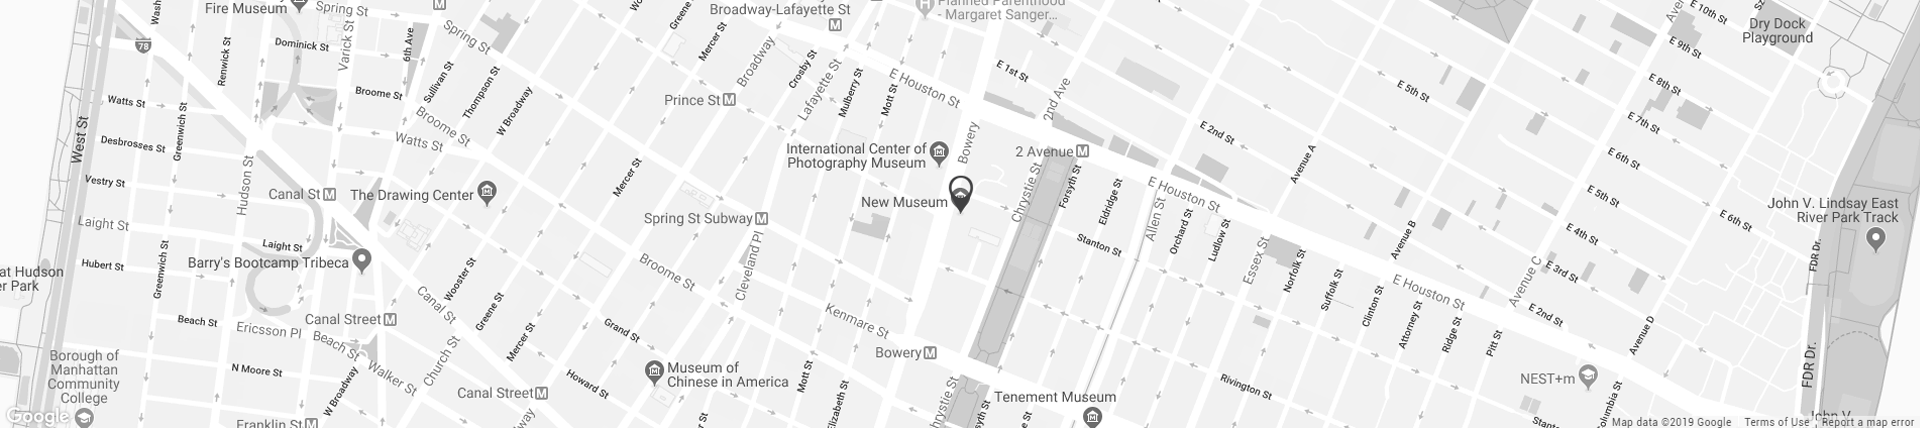 Fire Museum
Spring St
Varick St
6th Ave
Broadway-Lafayette St
Planned Parenthood
- Margaret Sanger...
E 10th St
Dry Dock
Playground
78
Renwick St
Dominick St
Sullivan St
Thompson St
W Broadway
Spring St
Mercer St
Broadway
Crosby St
Lafayette St
Mulberry St
Mott St
E Houston St
E 1st St
2nd Ave
E 5th St
E 9th St
E 8th St
E 7th St
E 6th St
Watts St
Greenwich St
Broome St
Broome St
Prince St
West St
Desbrosses St
Hudson St
Watts St
International Center of
Photography Museum
Bowery
2 Avenue
E 2nd St
Avenue A
Vestry St
Canal St
The Drawing Center
Mercer St
New Museum
Chrystie St
Forsyth St
Eldridge St
E Houston St
E 5th St
E 6th St
John V. Lindsay East
River Park Track
Laight St
Spring St Subway
Stanton St
Allen St
Orchard St
Ludlow St
Avenue B
E 4th St
Laight St
Greenwich St
Hubert St
Barry's Bootcamp Tribeca
Wooster St
Broome St
Cleveland Pl
Essex St
Norfolk St
Suffolk St
E Houston St
Avenue C
E 3rd St
FDR Dr.
at Hudson
er Park
Canal St
Greene St
Clinton St
Attorney St
Ridge St
Pitt St
E 2nd St
Avenue D
Beach St
Ericsson Pl
Canal Street
Beach St
Grand St
Mercer St
Kenmare St
Bowery
Borough of
Manhattan
Community
College
N Moore St
Walker St
Church St
W Broadway
Canal Street
Howard St
Museum of
Chinese in America
Mott St
Elizabeth St
Chrystie St
Tenement Museum
Rivington St
NEST+m
FDR Dr.
Google
Franklin St
Columbia St
Map data ©2019 Google
Terms of Use
Report a map error